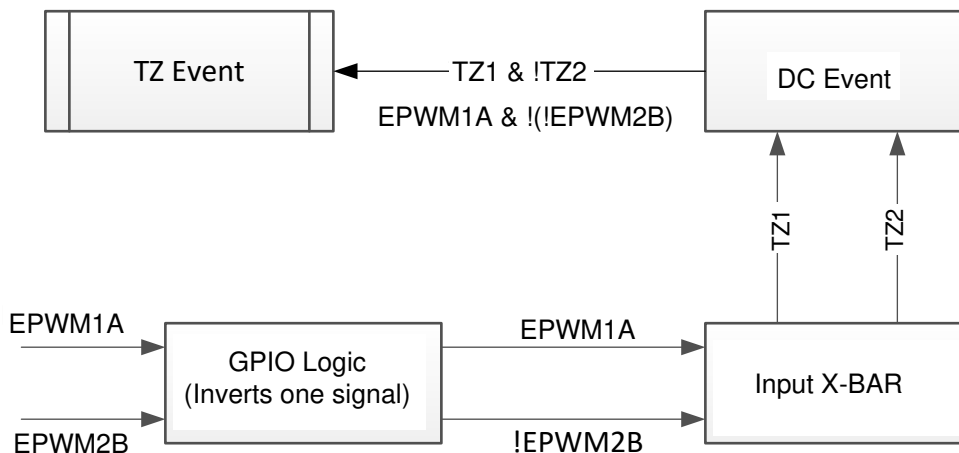 TZ Event
TZ1 & !TZ2
EPWM1A & !(!EPWM2B)
DC Event
TZ1
TZ2
EPWM1A
EPWM2B
GPIO Logic
(Inverts one signal)
EPWM1A
!EPWM2B
Input X-BAR